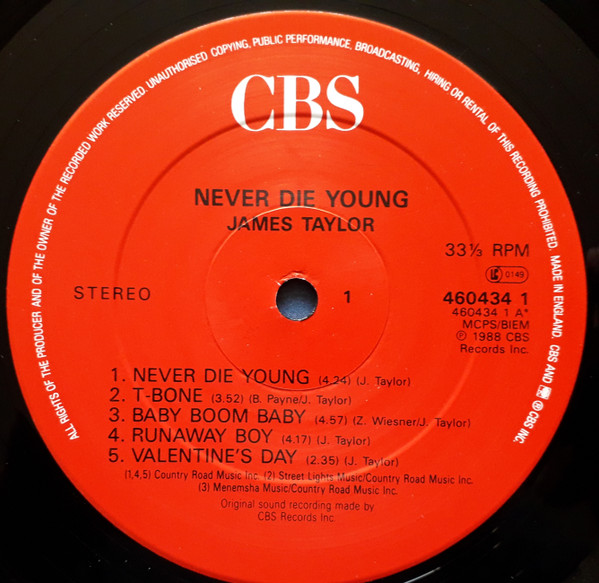 ALL RIGHTS OF THE PRODUCER AND OF THE OWNER OF THE RECORDED WORK RESERVED. UNAUTHORISED COPYING, PUBLIC PERFORMANCE, BROADCASTING, HIRING OR RENTAL OF THIS RECORDING PROHIBITED. MADE IN ENGLAND. CBS AND ® CBS INC.
CBS
NEVER DIE YOUNG
JAMES TAYLOR
33⅓ RPM
0149
STEREO
1
460434 1
460434 1 A*
MCPS/BIEM
℗ 1988 CBS
Records Inc.
1. NEVER DIE YOUNG (4.24) (J. Taylor)
2. T-BONE (3.52) (B. Payne/J. Taylor)
3. BABY BOOM BABY (4.57) (Z. Wiesner/J. Taylor)
4. RUNAWAY BOY (4.17) (J. Taylor)
5. VALENTINE'S DAY (2.35) (J. Taylor)
(1,4,5) Country Road Music Inc. (2) Street Lights Music/Country Road Music Inc.
(3) Menemsha Music/Country Road Music Inc.
Original sound recording made by
CBS Records Inc.